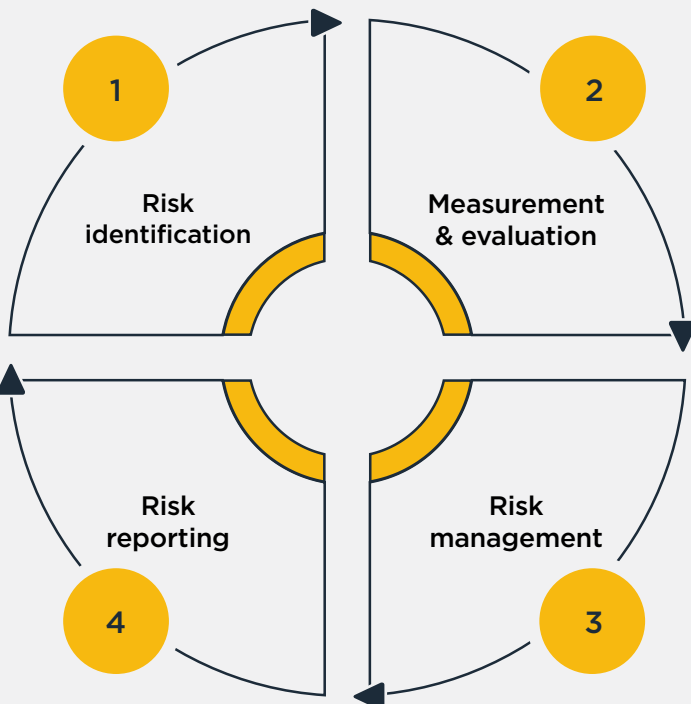 1
Risk
identification
2
Measurement
& evaluation
3
Risk
management
4
Risk
reporting